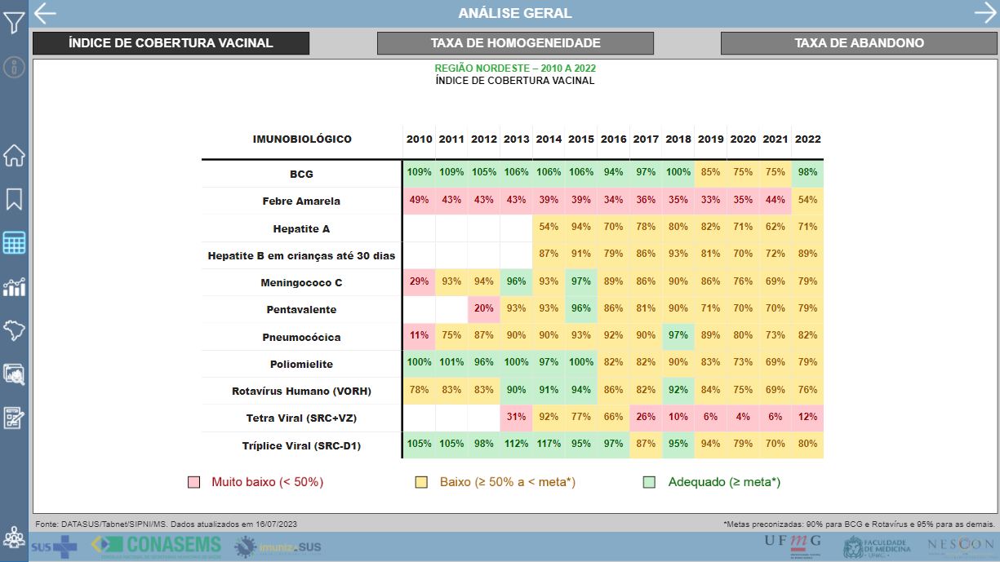 ANÁLISE GERAL
ÍNDICE DE COBERTURA VACINAL TAXA DE HOMOGENEIDADE TAXA DE ABANDONO
REGIÃO NORDESTE – 2010 A 2022
ÍNDICE DE COBERTURA VACINAL
IMUNOBIOLÓGICO 2010 2011 2012 2013 2014 2015 2016 2017 2018 2019 2020 2021 2022
BCG 109% 109% 105% 106% 106% 106% 94% 97% 100% 85% 75% 75% 98%
Febre Amarela 49% 43% 43% 43% 39% 39% 34% 36% 35% 33% 35% 44% 54%
Hepatite A 54% 94% 70% 78% 80% 82% 71% 62% 71%
Hepatite B em crianças até 30 dias 87% 91% 79% 86% 93% 81% 70% 72% 89%
Meningococo C 29% 93% 94% 96% 93% 97% 89% 86% 90% 86% 76% 69% 79%
Pentavalente 20% 93% 93% 96% 86% 81% 90% 71% 70% 70% 79%
Pneumocócica 11% 75% 87% 90% 90% 93% 92% 90% 97% 89% 80% 73% 82%
Poliomielite 100% 101% 96% 100% 97% 100% 82% 82% 90% 83% 73% 69% 79%
Rotavírus Humano (VORH) 78% 83% 83% 90% 91% 94% 86% 82% 92% 84% 75% 69% 76%
Tetra Viral (SRC+VZ) 31% 92% 77% 66% 26% 10% 6% 4% 6% 12%
Tríplice Viral (SRC-D1) 105% 105% 98% 112% 117% 95% 97% 87% 95% 94% 79% 70% 80%
Muito baixo (< 50%) Baixo (≥ 50% a < meta*) Adequado (≥ meta*)
Fonte: DATASUS/Tabnet/SIPNI/MS. Dados atualizados em 16/07/2023 *Metas preconizadas: 90% para BCG e Rotavírus e 95% para as demais.
SUS CONASEMS imunizaSUS UFMG FACULDADE DE MEDICINA UFMG NESCON